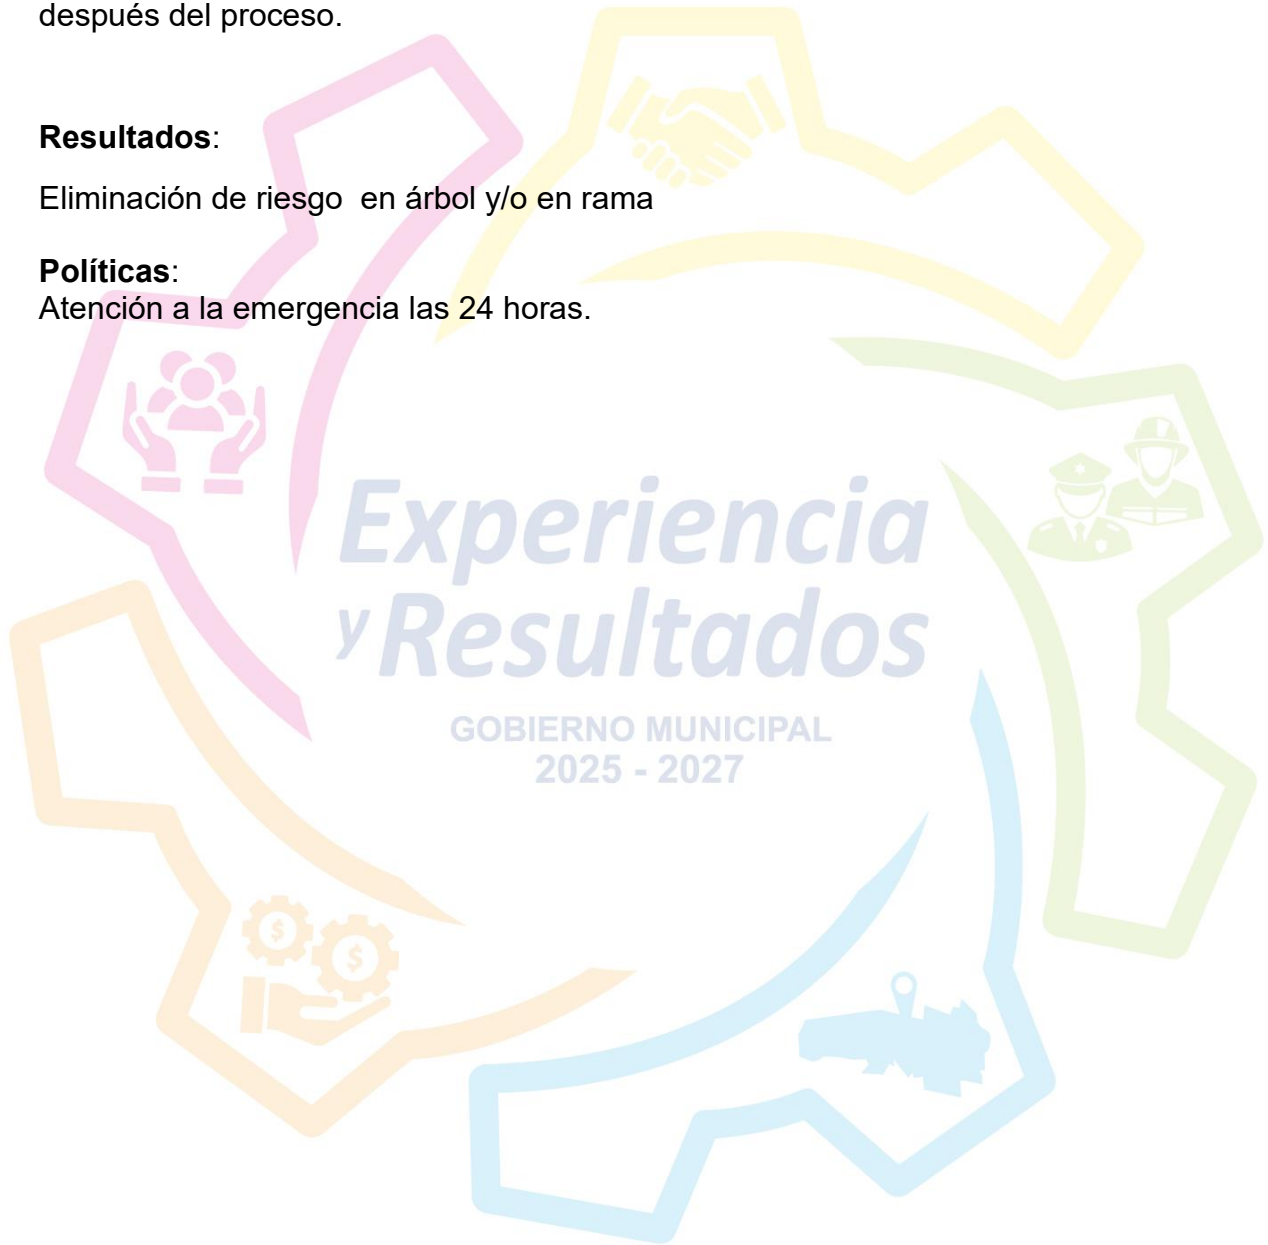 después del proceso.
Resultados:
Eliminación de riesgo  en árbol y/o en rama
Políticas:
Atención a la emergencia las 24 horas.
Experiencia
y Resultados
GOBIERNO MUNICIPAL
2025 - 2027
$
$